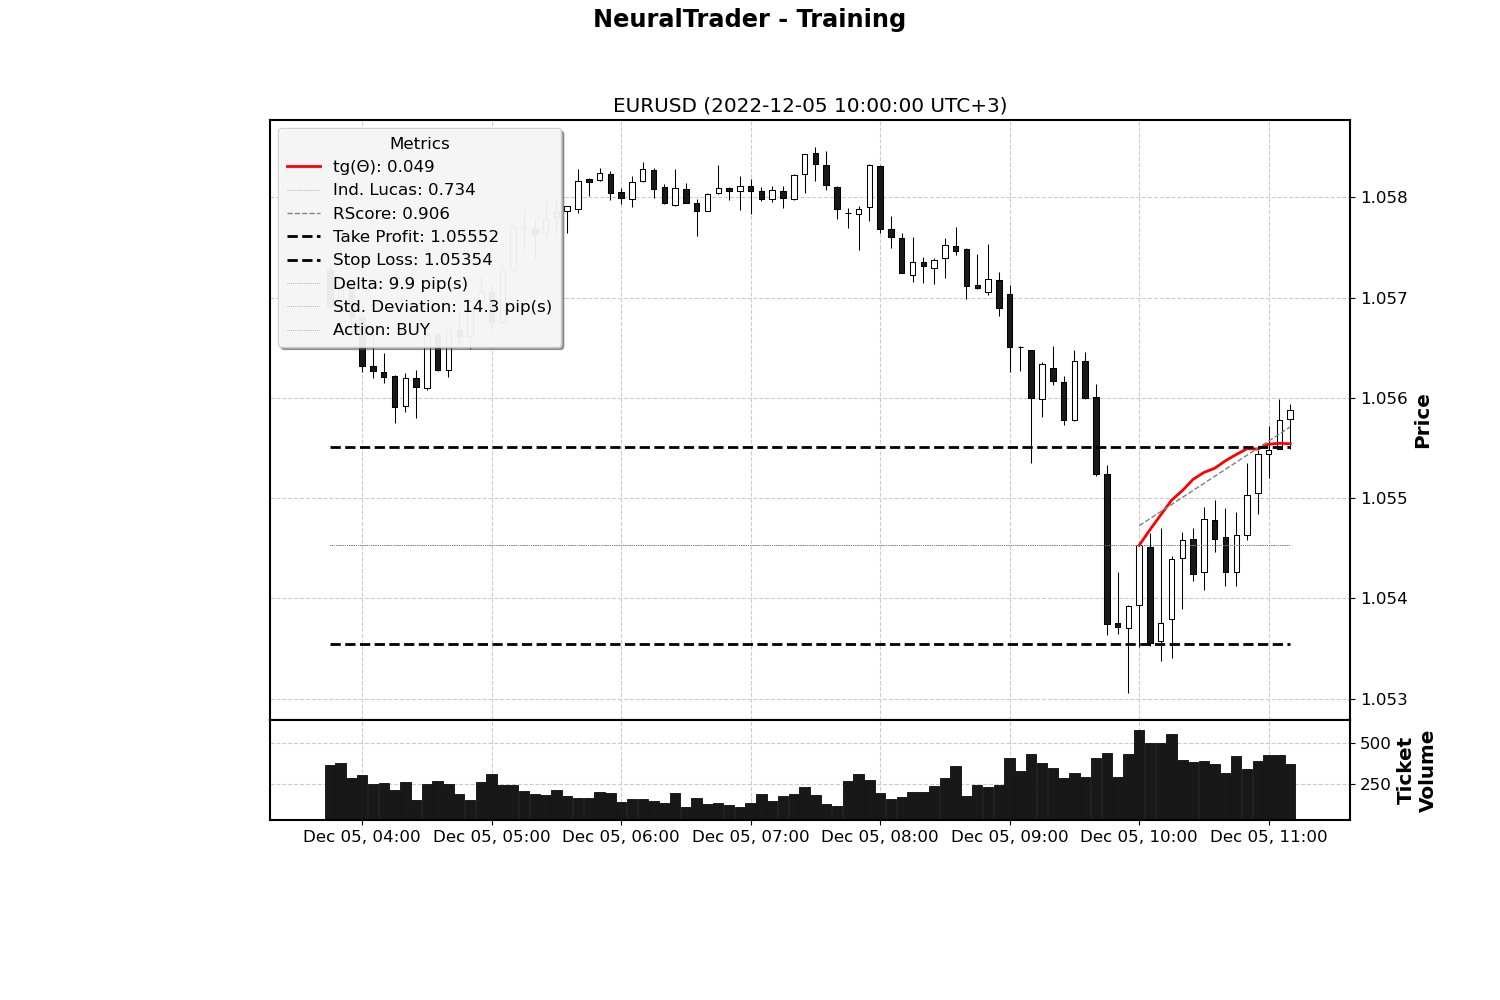 NeuralTrader - Training
EURUSD (2022-12-05 10:00:00 UTC+3)
Metrics
tg(Θ): 0.049
Ind. Lucas: 0.734
RScore: 0.906
Take Profit: 1.05552
Stop Loss: 1.05354
Delta: 9.9 pip(s)
Std. Deviation: 14.3 pip(s)
Action: BUY
1.058
1.057
1.056
1.055
1.054
1.053
Price
500
250
Ticket
Volume
Dec 05, 04:00 Dec 05, 05:00 Dec 05, 06:00 Dec 05, 07:00 Dec 05, 08:00 Dec 05, 09:00 Dec 05, 10:00 Dec 05, 11:00